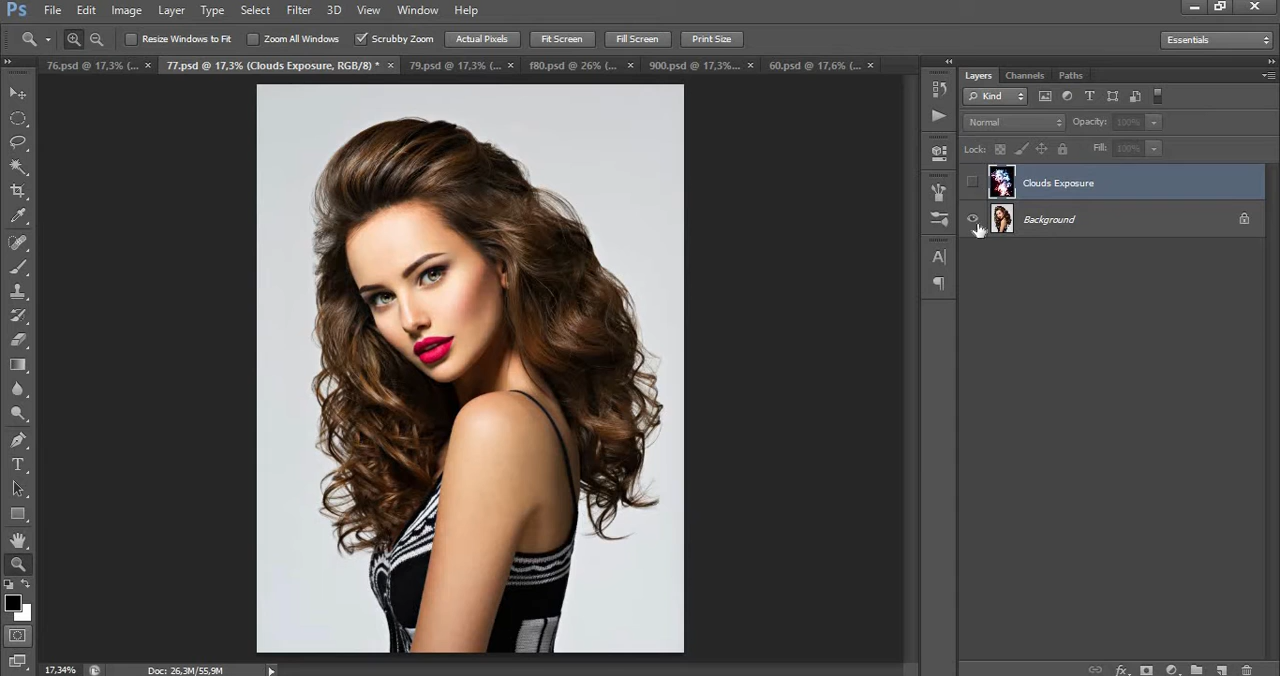 Ps File Edit Image Layer Type Select Filter 3D View Window Help
Resize Windows to Fit Zoom All Windows Scrubby Zoom Actual Pixels Fit Screen Fill Screen Print Size Essentials
76.psd @ 17,3% (... × 77.psd @ 17,3% (Clouds Exposure, RGB/8) * × 79.psd @ 17,3% (... × f80.psd @ 26% (... × 900.psd @ 17,3%... × 60.psd @ 17,6% (... ×
Layers Channels Paths
Kind
Normal Opacity: 100%
Lock: Fill: 100%
Clouds Exposure
Background
17,34% Doc: 26,3M/55,9M